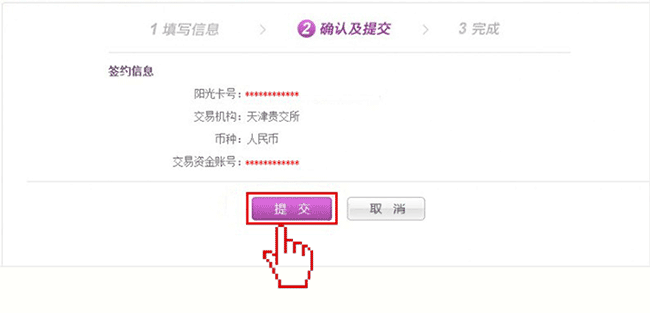 1 填写信息 > 2 确认及提交 > 3 完成
签约信息
阳光卡号: ************
交易机构: 天津贵交所
币种: 人民币
交易资金账号: ************
提 交 取 消